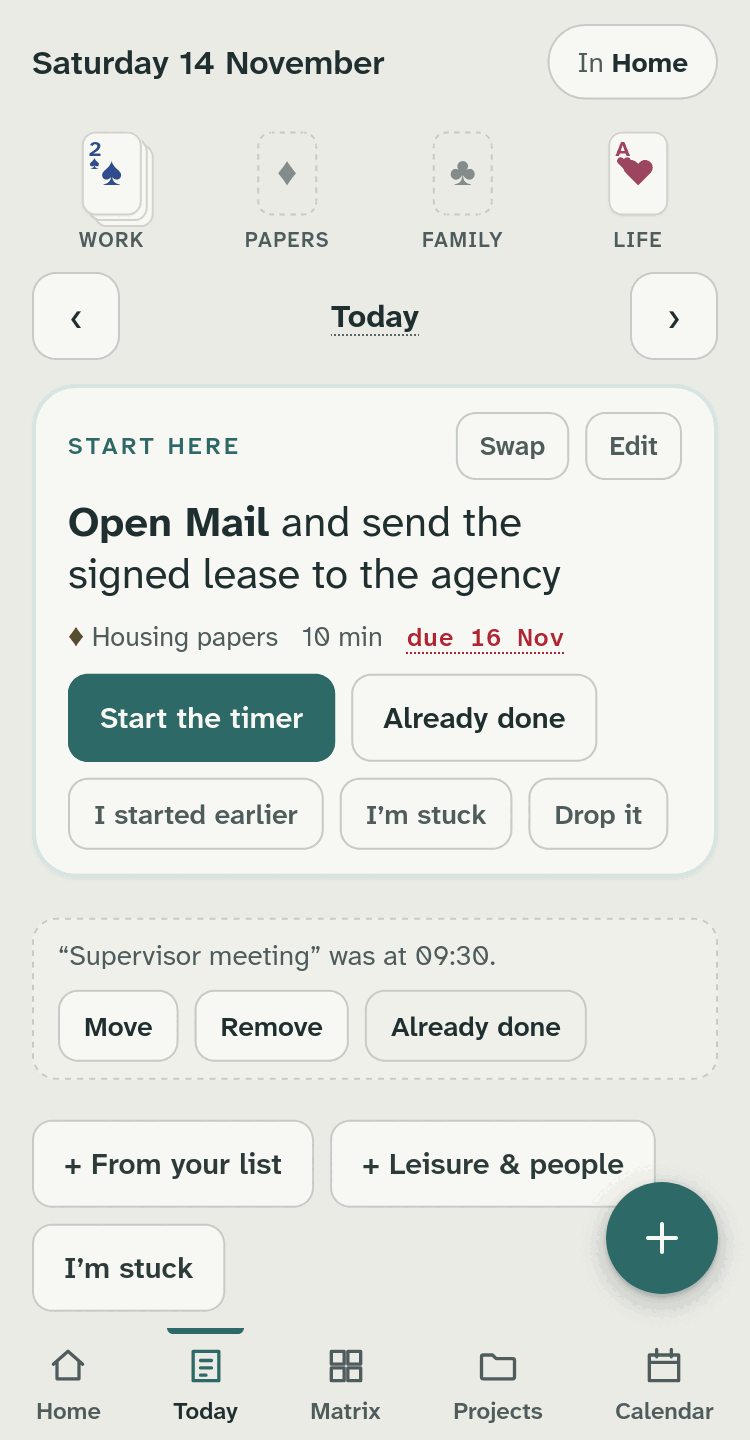 Saturday 14 November
In Home
2
A
WORK
PAPERS
FAMILY
LIFE
‹
Today
›
START HERE
Swap
Edit
Open Mail and send the
signed lease to the agency
Housing papers 10 min due 16 Nov
Start the timer
Already done
I started earlier
I’m stuck
Drop it
“Supervisor meeting” was at 09:30.
Move
Remove
Already done
+ From your list
+ Leisure & people
I’m stuck
+
Home
Today
Matrix
Projects
Calendar